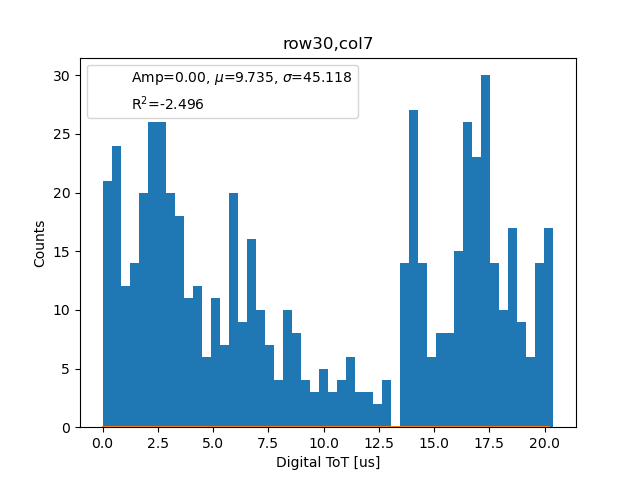 row30,col7
Amp=0.00, μ=9.735, σ=45.118
R²=-2.496
Counts
30
25
20
15
10
5
0
0.0 2.5 5.0 7.5 10.0 12.5 15.0 17.5 20.0
Digital ToT [us]